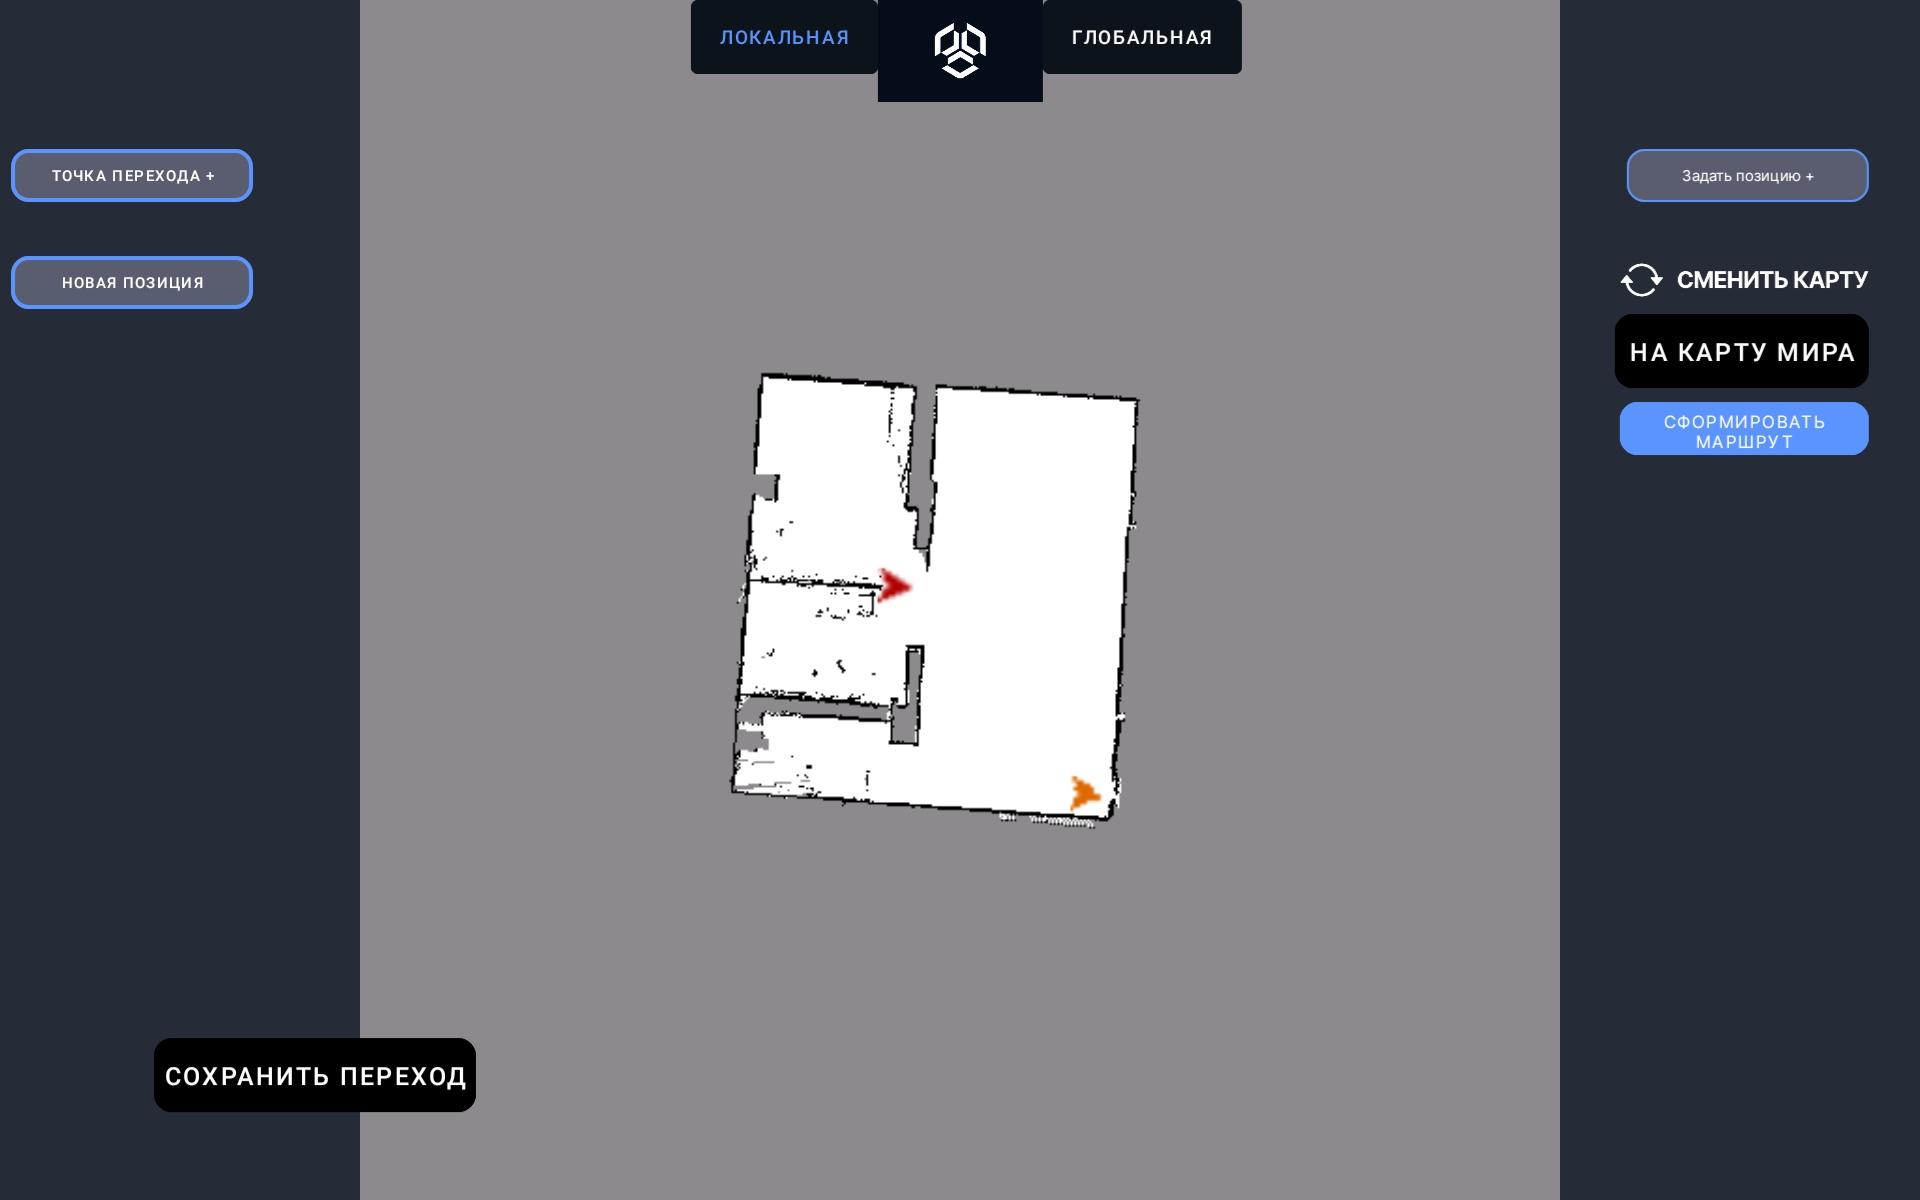 ЛОКАЛЬНАЯ
ГЛОБАЛЬНАЯ
ТОЧКА ПЕРЕХОДА +
НОВАЯ ПОЗИЦИЯ
Задать позицию +
СМЕНИТЬ КАРТУ
НА КАРТУ МИРА
СФОРМИРОВАТЬ
МАРШРУТ
СОХРАНИТЬ ПЕРЕХОД